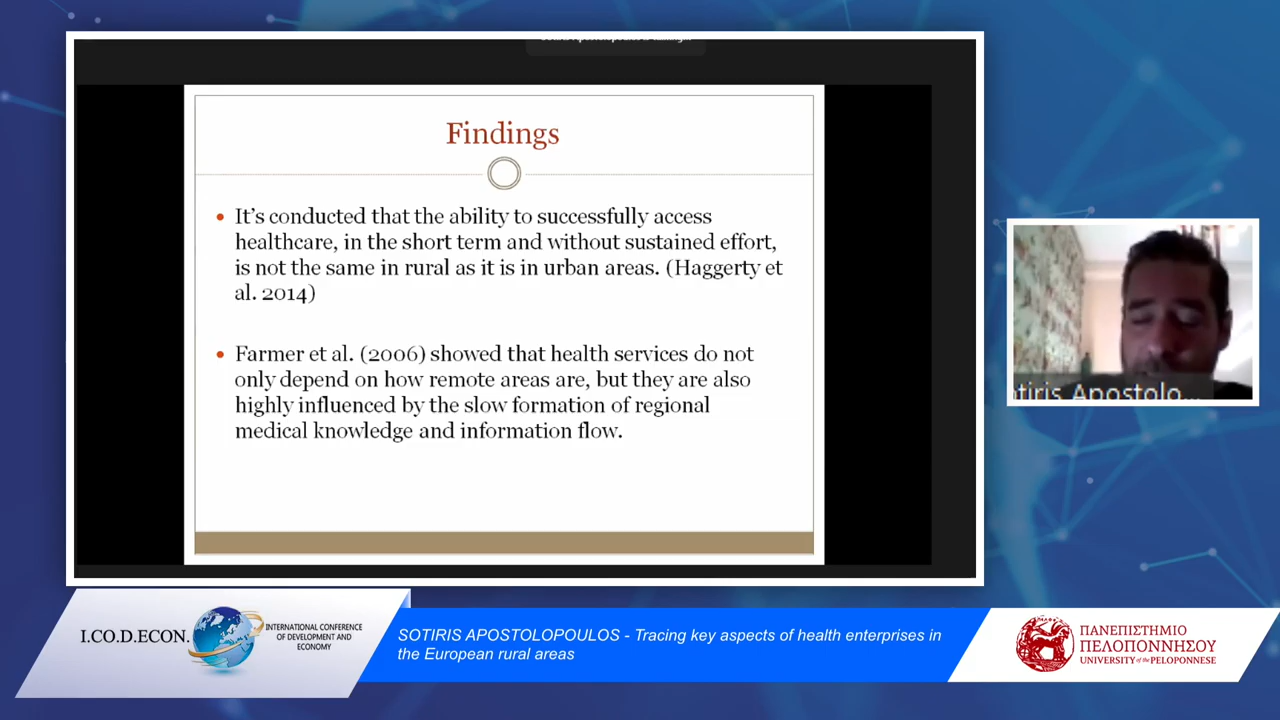 Findings
• It's conducted that the ability to successfully access
healthcare, in the short term and without sustained effort,
is not the same in rural as it is in urban areas. (Haggerty et
al. 2014)
• Farmer et al. (2006) showed that health services do not
only depend on how remote areas are, but they are also
highly influenced by the slow formation of regional
medical knowledge and information flow.
tiris Apostolo...
I.CO.D.ECON.
INTERNATIONAL CONFERENCE
OF DEVELOPMENT AND
ECONOMY
SOTIRIS APOSTOLOPOULOS - Tracing key aspects of health enterprises in
the European rural areas
ΠΑΝΕΠΙΣΤΗΜΙΟ
ΠΕΛΟΠΟΝΝΗΣΟΥ
UNIVERSITY of the PELOPONNESE